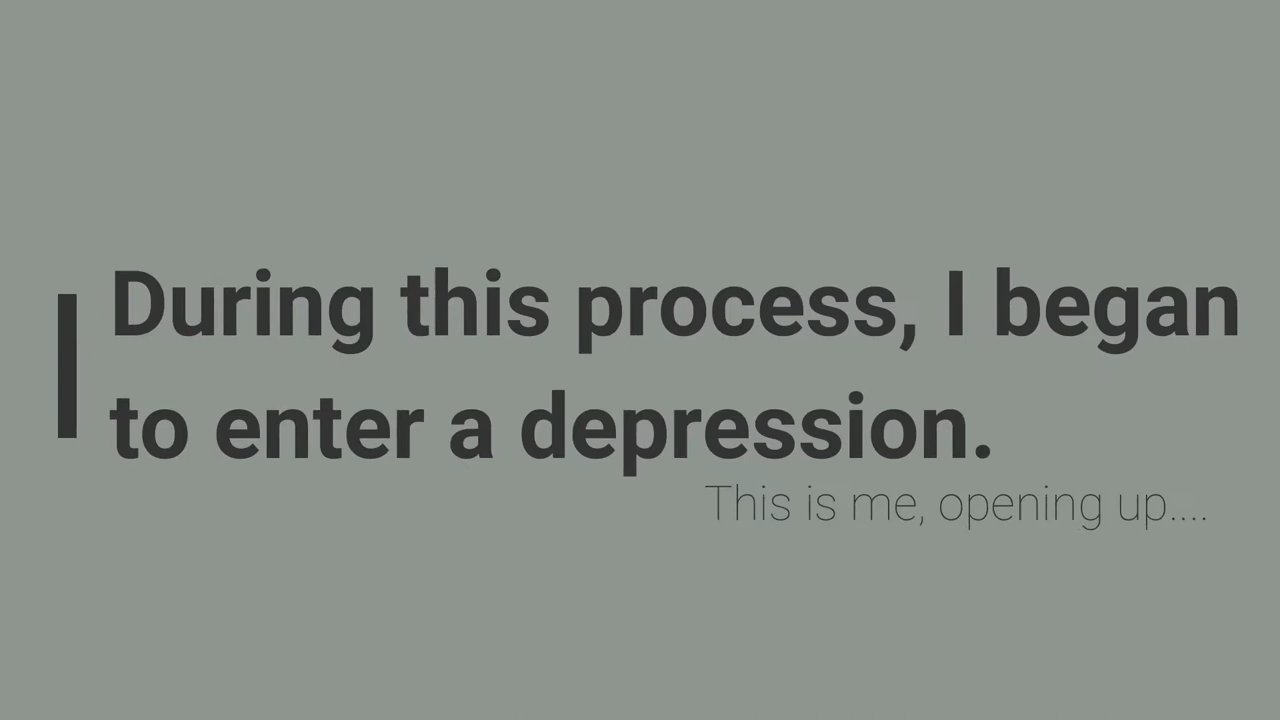 During this process, I began
to enter a depression.
This is me, opening up....